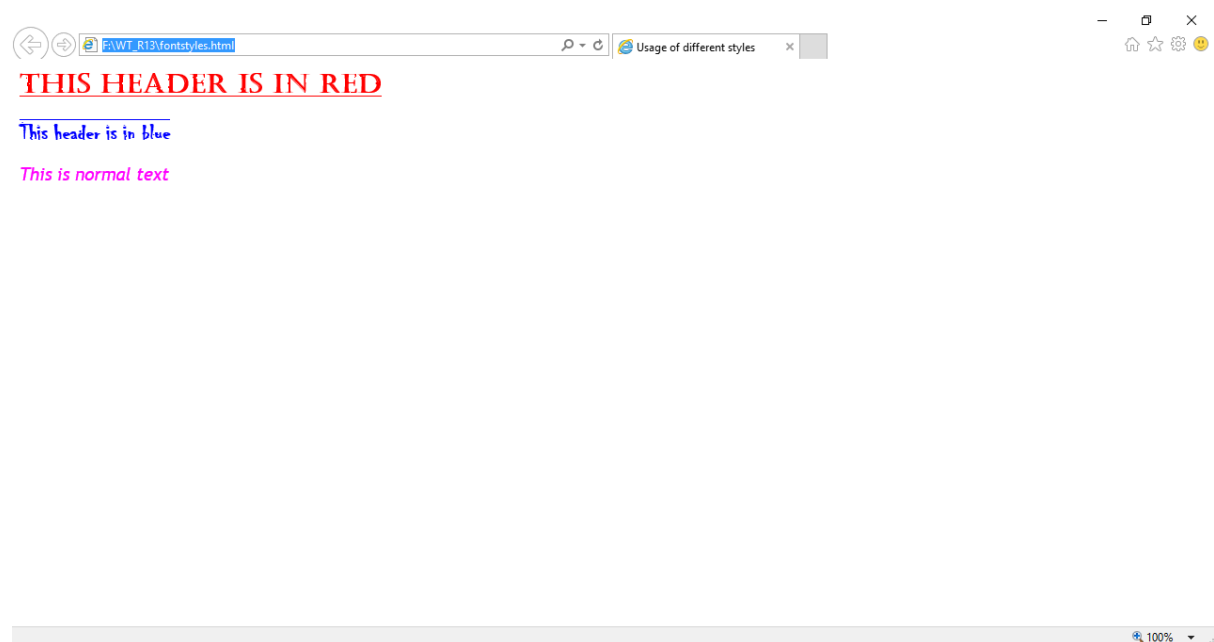 F:\WT_R13\fontstyles.html
Usage of different styles
THIS HEADER IS IN RED
This header is in blue
This is normal text
100%